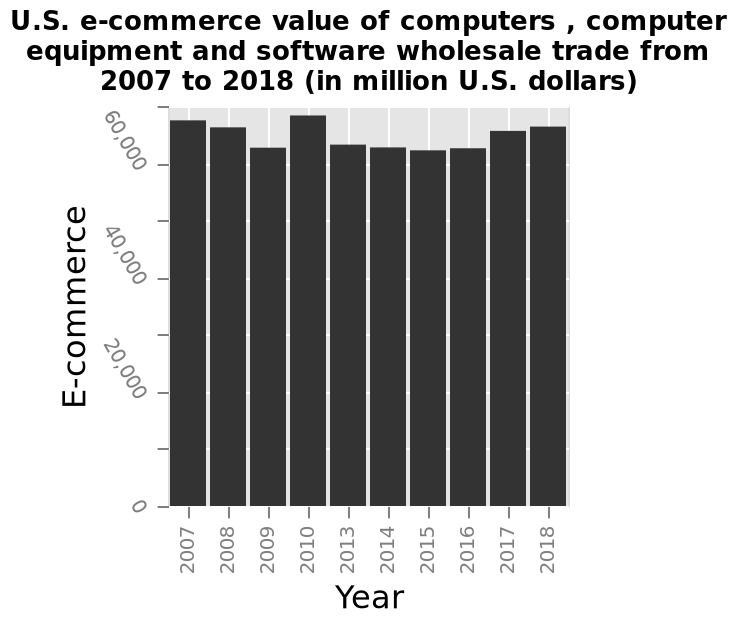 U.S. e-commerce value of computers , computer
equipment and software wholesale trade from
2007 to 2018 (in million U.S. dollars)
E-commerce
60,000
40,000
20,000
0
2007 2008 2009 2010 2013 2014 2015 2016 2017 2018
Year